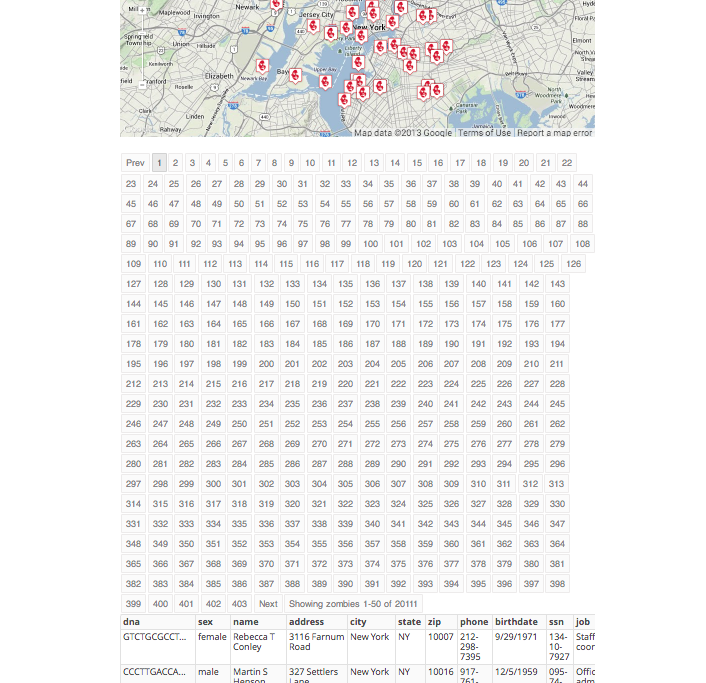 Mill
Maplewood
Irvington
Newark
Jersey City
New York
Springfield
Township
Union
Hillside
Liberty
Island
Elizabeth
Newark Bay
Upper Bay
Cranford
Roselle
Clark
Linden
Rahway
Floral Pa
Valley
Stream
North
Woodmere
Woodmere
Canarsie
Park
Map data ©2013 Google Terms of Use Report a map error
Prev 1 2 3 4 5 6 7 8 9 10 11 12 13 14 15 16 17 18 19 20 21 22
23 24 25 26 27 28 29 30 31 32 33 34 35 36 37 38 39 40 41 42 43 44
45 46 47 48 49 50 51 52 53 54 55 56 57 58 59 60 61 62 63 64 65 66
67 68 69 70 71 72 73 74 75 76 77 78 79 80 81 82 83 84 85 86 87 88
89 90 91 92 93 94 95 96 97 98 99 100 101 102 103 104 105 106 107 108
109 110 111 112 113 114 115 116 117 118 119 120 121 122 123 124 125 126
127 128 129 130 131 132 133 134 135 136 137 138 139 140 141 142 143
144 145 146 147 148 149 150 151 152 153 154 155 156 157 158 159 160
161 162 163 164 165 166 167 168 169 170 171 172 173 174 175 176 177
178 179 180 181 182 183 184 185 186 187 188 189 190 191 192 193 194
195 196 197 198 199 200 201 202 203 204 205 206 207 208 209 210 211
212 213 214 215 216 217 218 219 220 221 222 223 224 225 226 227 228
229 230 231 232 233 234 235 236 237 238 239 240 241 242 243 244 245
246 247 248 249 250 251 252 253 254 255 256 257 258 259 260 261 262
263 264 265 266 267 268 269 270 271 272 273 274 275 276 277 278 279
280 281 282 283 284 285 286 287 288 289 290 291 292 293 294 295 296
297 298 299 300 301 302 303 304 305 306 307 308 309 310 311 312 313
314 315 316 317 318 319 320 321 322 323 324 325 326 327 328 329 330
331 332 333 334 335 336 337 338 339 340 341 342 343 344 345 346 347
348 349 350 351 352 353 354 355 356 357 358 359 360 361 362 363 364
365 366 367 368 369 370 371 372 373 374 375 376 377 378 379 380 381
382 383 384 385 386 387 388 389 390 391 392 393 394 395 396 397 398
399 400 401 402 403 Next Showing zombies 1-50 of 20111
dna sex name address city state zip phone birthdate ssn job
GTCTGCGCCT... female Rebecca T Conley 3116 Farnum Road New York NY 10007 212-298-7395 9/29/1971 134-10-7927 Staff coor
CCCTTGACCA... male Martin S Henson 327 Settlers Lane New York NY 10016 917-761- 12/5/1959 095-74- Offic adm